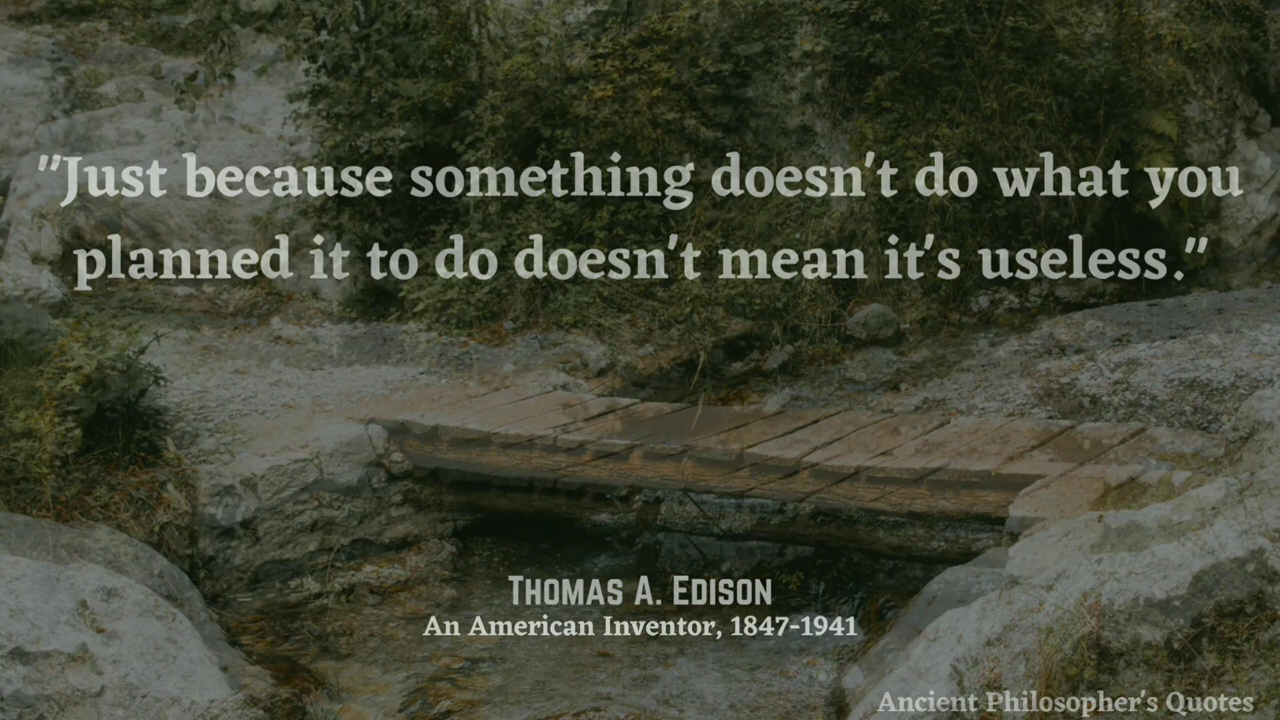 "Just because something doesn't do what you
planned it to do doesn't mean it's useless."
Thomas A. Edison
An American Inventor, 1847-1941
Ancient Philosopher's Quotes